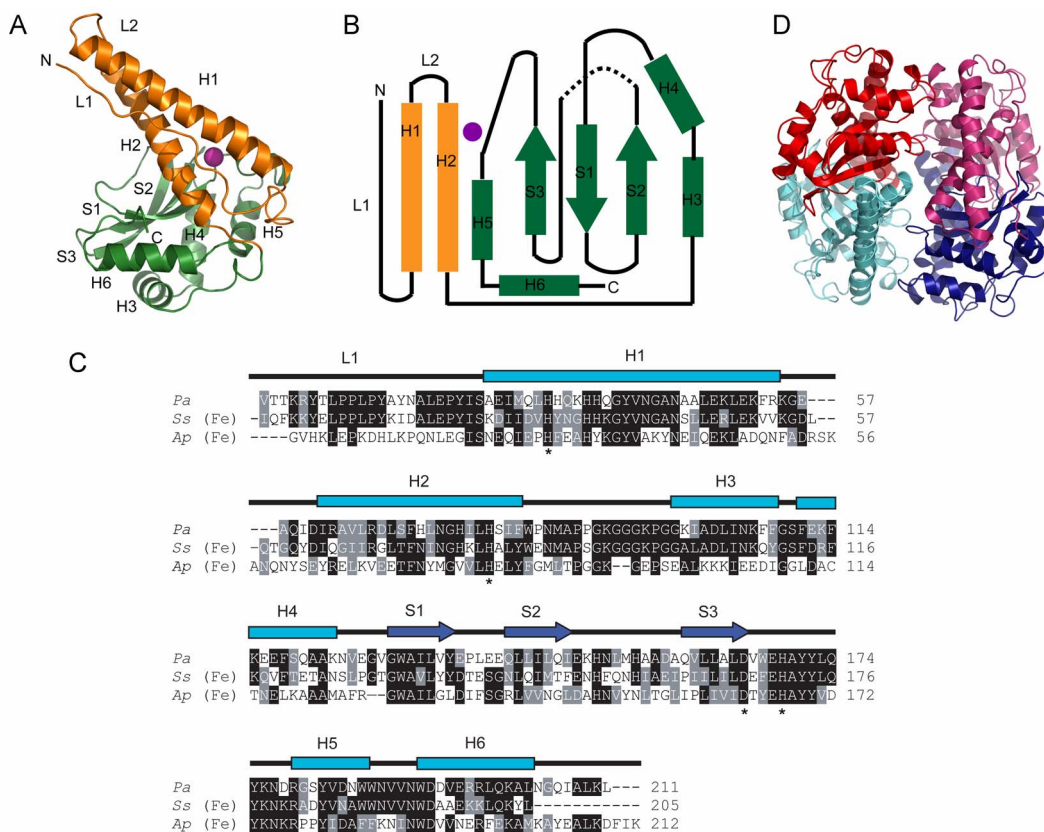 A
L2
N
L1
H1
H2
S2
S1
C
H4
H5
S3
H6
H3
B
N
L2
H1
H2
L1
H5
S3
S1
S2
H4
H3
H6
C
D
C
L1 H1
Pa VTTKRYTLPPLPYAYNALEPYISAEIMQLHHQKHHQGYVNGANAALEKLEKFRKGE--- 57
Ss (Fe) IQFKKYELPPLPYKIDALEPYISKDIIDVHYNGHHKGYVNGANSLLERLEKVVKGDL-- 57
Ap (Fe) ----GVHKLEPKDHLKPQNLEGISNEQIEPHFEAHYKGYVAKYNEIQEKLADQNFADRSK 56
*
H2 H3
Pa ---AQIDIRAVLRDLSFHLNGHILHSIFWPNMAPPGKGGGKPGGKIADLINKFFGSFEKF 114
Ss (Fe) -QTGQYDIQGIIRGLTFNINGHKLHALYWENMAPSGKGGGKPGGALADLINKQYGSFDRF 116
Ap (Fe) ANQNYSEYRELKVEETFNYMGVVLHELYFGMLTPGGK--GEPSEALKKKIEEDIGGLDAC 114
*
H4 S1 S2 S3
Pa KEEFSQAAKNVEGVGWAILVYEPLEEQLLILQIEKHNLMHAADAQVLLALDVWEHAYYLQ 174
Ss (Fe) KQVFTETANSLPGTGWAVLYYDTESGNLQIMTFENHFQNHIAEIPIILILDEFEHAYYLQ 176
Ap (Fe) TNELKAAAMAFR--GWAILGLDIFSGRLVVNGLDAHNVYNLTGLIPLIVIDTYEHAYYVD 172
* *
H5 H6
Pa YKNDRGSYVDNWWNVVNWDDVERRLQKALNGQIALKL--- 211
Ss (Fe) YKNKRADYVNAWWNVVNWDAAEKKLQKYL----------- 205
Ap (Fe) YKNKRPPYIDAFFKNINWDVVNERFEKAMKAYEALKDFIK 212